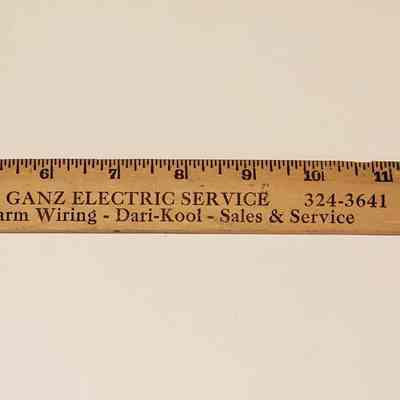 6 7 8 9 10 11
GANZ ELECTRIC SERVICE 324-3641
arm Wiring - Dari-Kool - Sales & Service